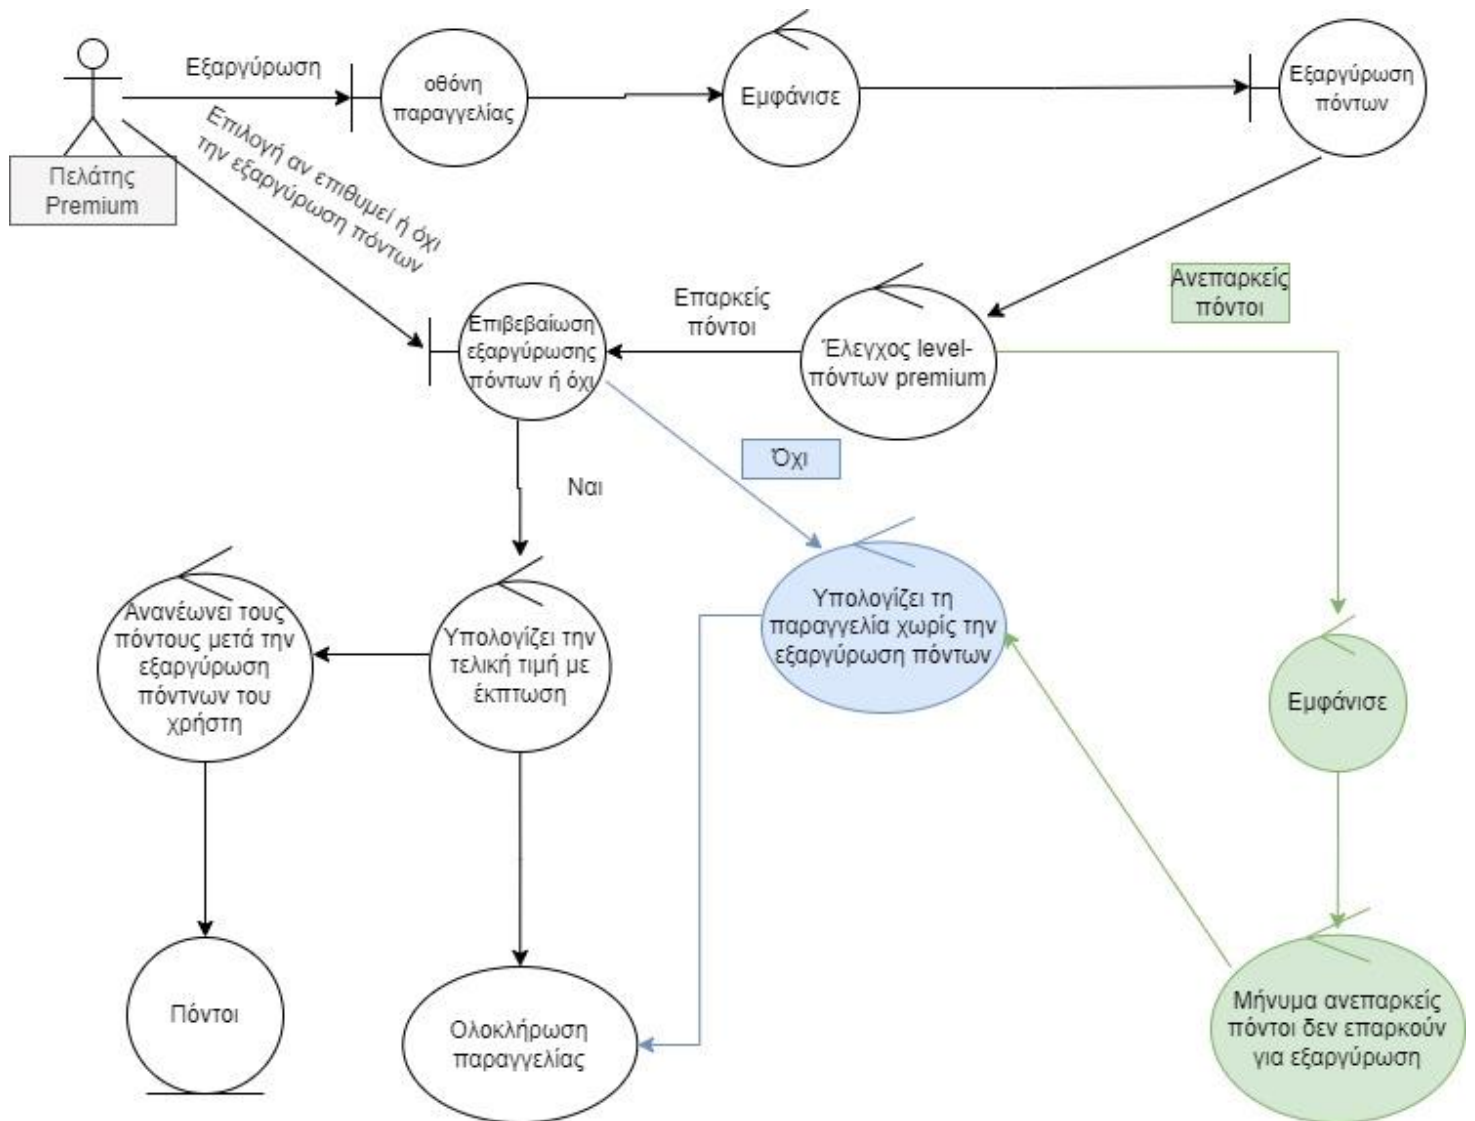 Εξαργύρωση
οθόνη
παραγγελίας
Εμφάνισε
Εξαργύρωση
πόντων
Πελάτης
Premium
Επιλογή αν επιθυμεί ή όχι
την εξαργύρωση πόντων
Επιβεβαίωση
εξαργύρωσης
πόντων ή όχι
Επαρκείς
πόντοι
Έλεγχος level-
πόντων premium
Ανεπαρκείς
πόντοι
Όχι
Ναι
Ανανέωνει τους
πόντους μετά την
εξαργύρωση
πόντνων του
χρήστη
Υπολογίζει την
τελική τιμή με
έκπτωση
Υπολογίζει τη
παραγγελία χωρίς την
εξαργύρωση πόντων
Εμφάνισε
Πόντοι
Ολοκλήρωση
παραγγελίας
Μήνυμα ανεπαρκείς
πόντοι δεν επαρκούν
για εξαργύρωση